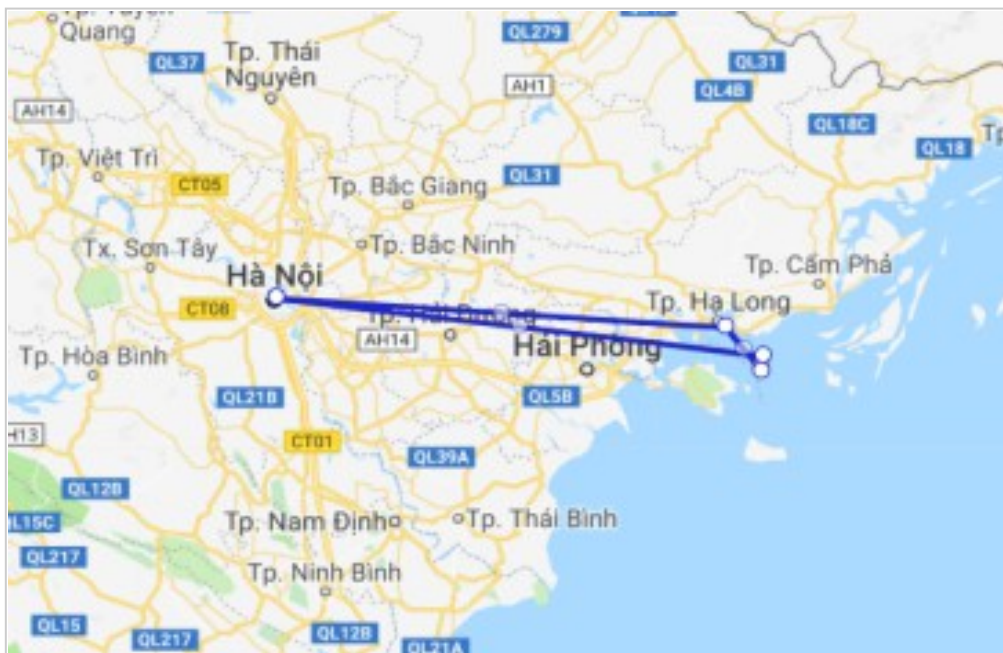 Quang
QL279
QL37
Tp. Thái
Nguyên
QL31
AH1
QL4B
AH14
QL18C
QL18
Tp. Việt Trì
CT05
Tp. Bắc Giang
QL31
Tx. Sơn Tây
Tp. Bắc Ninh
Hà Nội
Tp. Cẩm Phả
CT08
Tp. Hạ Long
Tp. Hòa Bình
AH14
Hải Phòng
QL21B
QL5B
H13
CT01
QL39A
QL12B
QL15C
Tp. Nam Định
Tp. Thái Bình
QL217
Tp. Ninh Bình
QL15
QL217
QL12B
QL21A